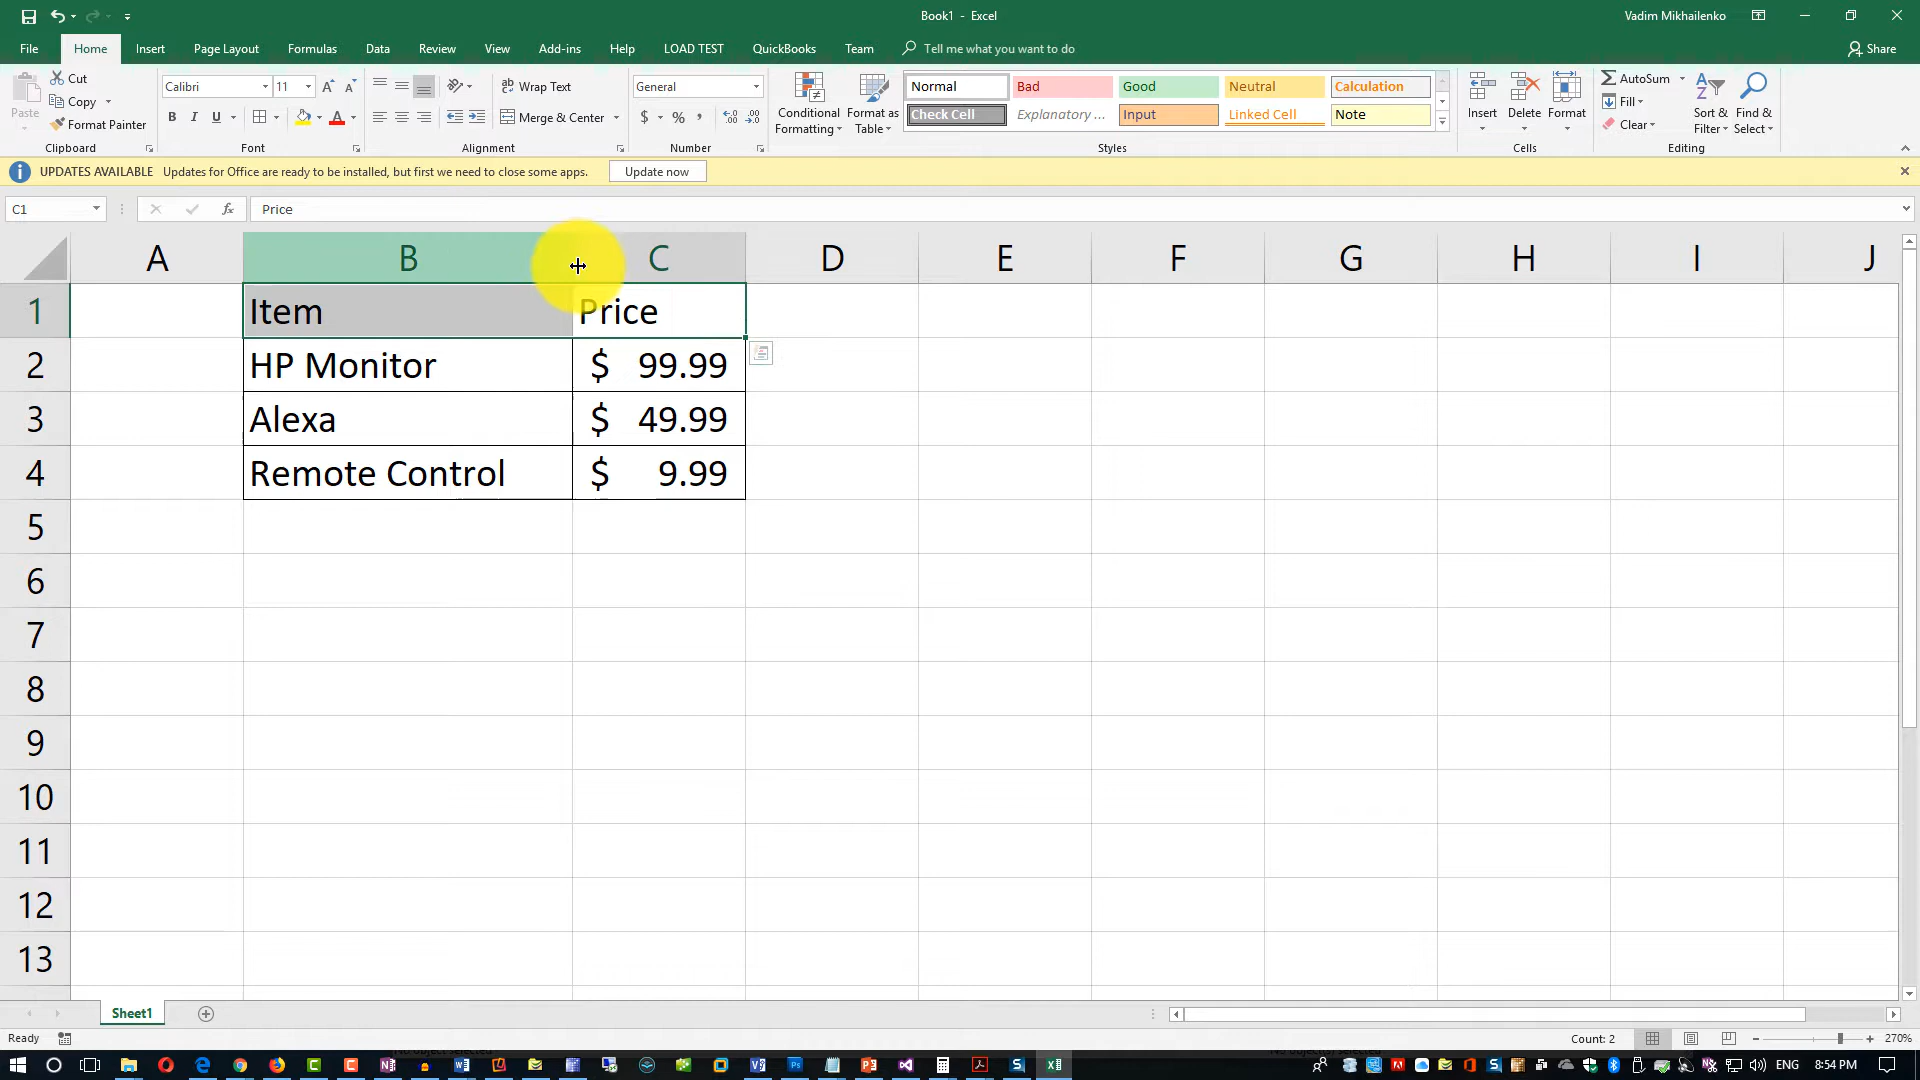 Book1 - Excel
Vadim Mikhailenko
File Home Insert Page Layout Formulas Data Review View Add-ins Help LOAD TEST QuickBooks Team Tell me what you want to do Share
Paste
Cut
Copy
Format Painter
Clipboard
Calibri 11
B I U
Font
Wrap Text
Merge & Center
Alignment
General
$ % ,
Number
Conditional Formatting
Format as Table
Normal Bad Good Neutral Calculation
Check Cell Explanatory ... Input Linked Cell Note
Styles
Insert Delete Format
Cells
AutoSum
Fill
Clear
Sort & Filter
Find & Select
Editing
UPDATES AVAILABLE Updates for Office are ready to be installed, but first we need to close some apps. Update now
C1 fx Price
A B C D E F G H I J
1 Item Price
2 HP Monitor $ 99.99
3 Alexa $ 49.99
4 Remote Control $ 9.99
5
6
7
8
9
10
11
12
13
Sheet1
Ready Count: 2 270%
ENG 8:54 PM